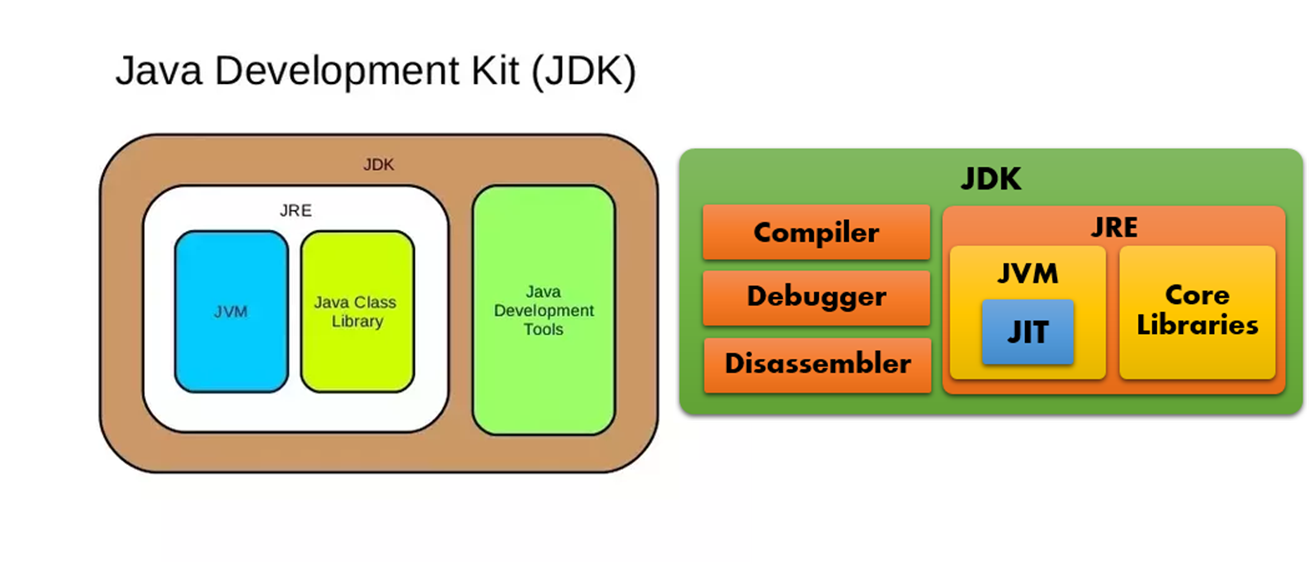 Java Development Kit (JDK)
JDK
JRE
JVM
Java Class
Library
Java
Development
Tools
JDK
Compiler
Debugger
Disassembler
JRE
JVM
JIT
Core
Libraries